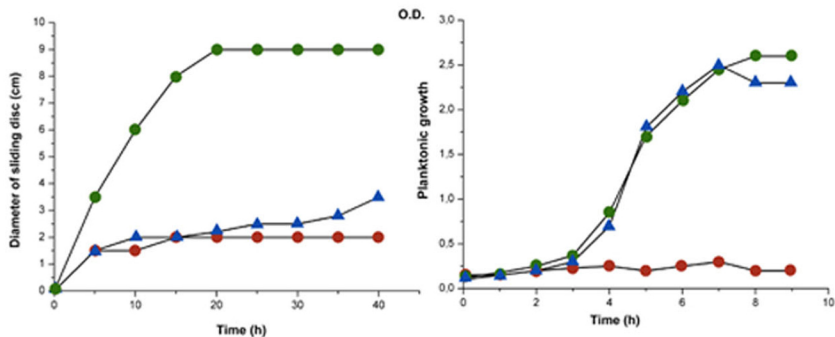 Diameter of sliding disc (cm)
10
9
8
7
6
5
4
3
2
1
0
0 10 20 30 40
Time (h)
O.D.
Planktonic growth
3,0
2,5
2,0
1,5
1,0
0,5
0,0
0 2 4 6 8 10
Time (h)